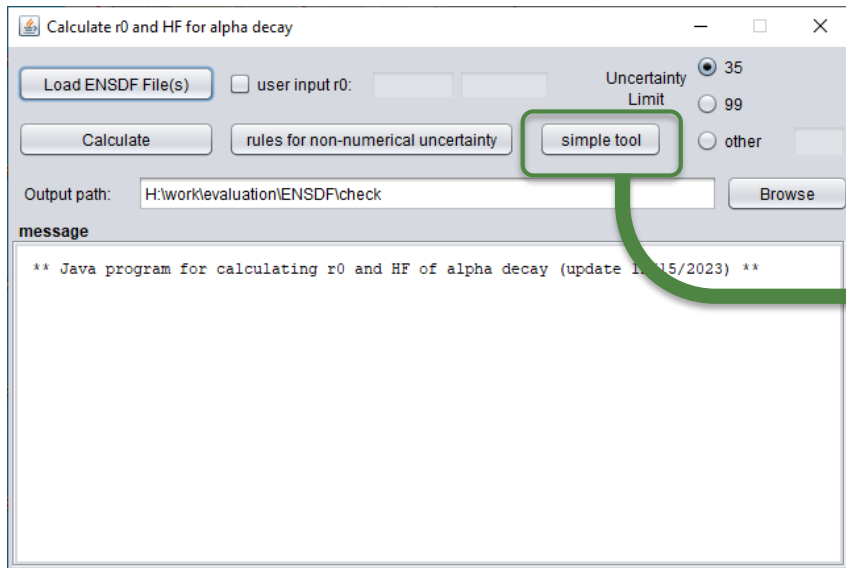 Calculate r0 and HF for alpha decay
Load ENSDF File(s)
user input r0:
Uncertainty
Limit
35
99
other
Calculate
rules for non-numerical uncertainty
simple tool
Output path:
H:\work\evaluation\ENSDF\check
Browse
message
** Java program for calculating r0 and HF of alpha decay (update 15/2023) **